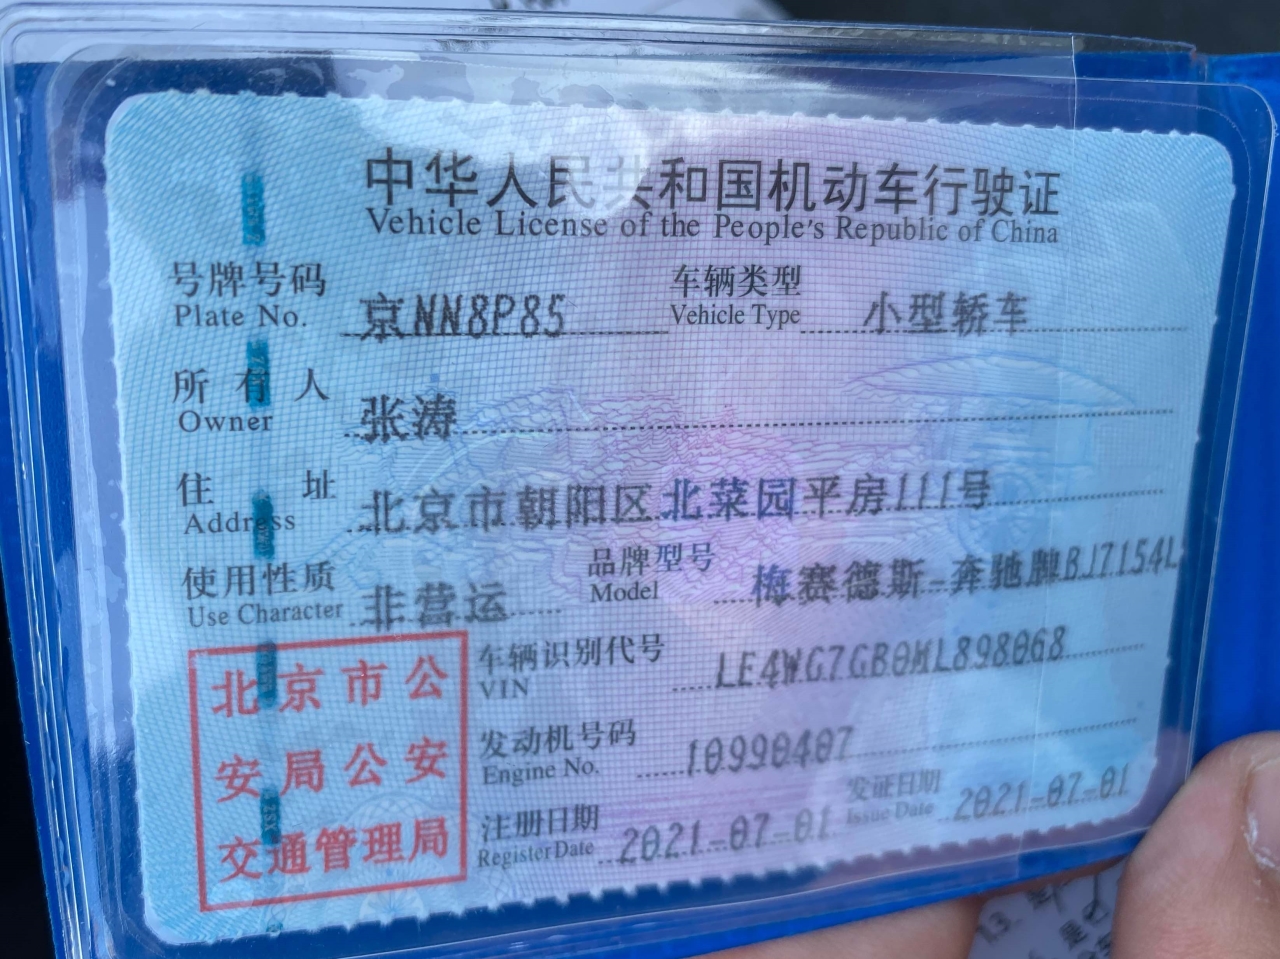 中华人民共和国机动车行驶证
Vehicle License of the People's Republic of China
号牌号码 京NN8P85 车辆类型 小型轿车
Plate No. Vehicle Type
所有人 张涛
Owner
住址 北京市朝阳区北菜园平房111号
Address
使用性质 非营运 品牌型号 梅赛德斯-奔驰牌BJ7154L
Use Character Model
车辆识别代号 LE4WG7GB0ML898068
VIN
发动机号码 10990407
Engine No.
注册日期 2021-07-01 发证日期 2021-07-01
Register Date Issue Date
北京市公
安局公安
交通管理局
13.